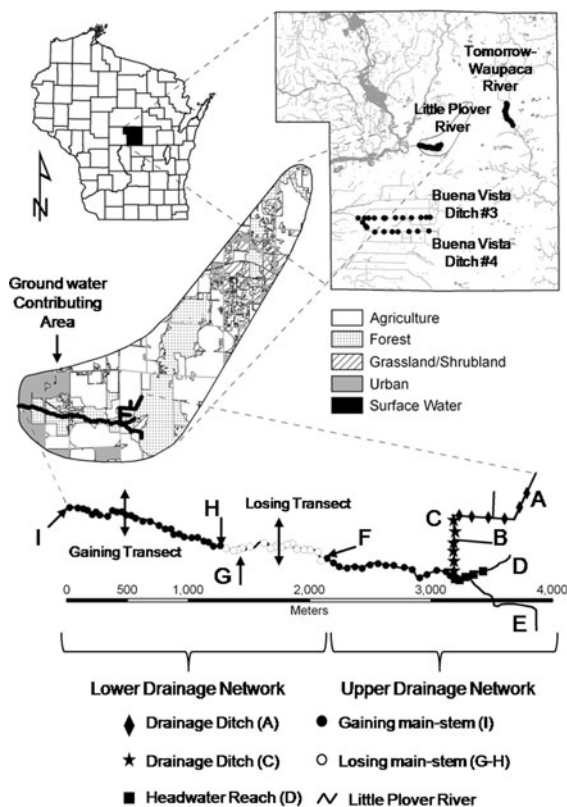 Tomorrow-
Waupaca
River
Little Plover
River
N
Buena Vista
Ditch #3
Buena Vista
Ditch #4
Ground water
Contributing
Area
Agriculture
Forest
Grassland/Shrubland
Urban
Surface Water
I
Gaining Transect
H
Losing Transect
G
F
A
C
B
D
E
0 500 1,000 2,000 3,000 4,000
Meters
Lower Drainage Network Upper Drainage Network
Drainage Ditch (A) Gaining main-stem (I)
Drainage Ditch (C) Losing main-stem (G-H)
Headwater Reach (D) Little Plover River